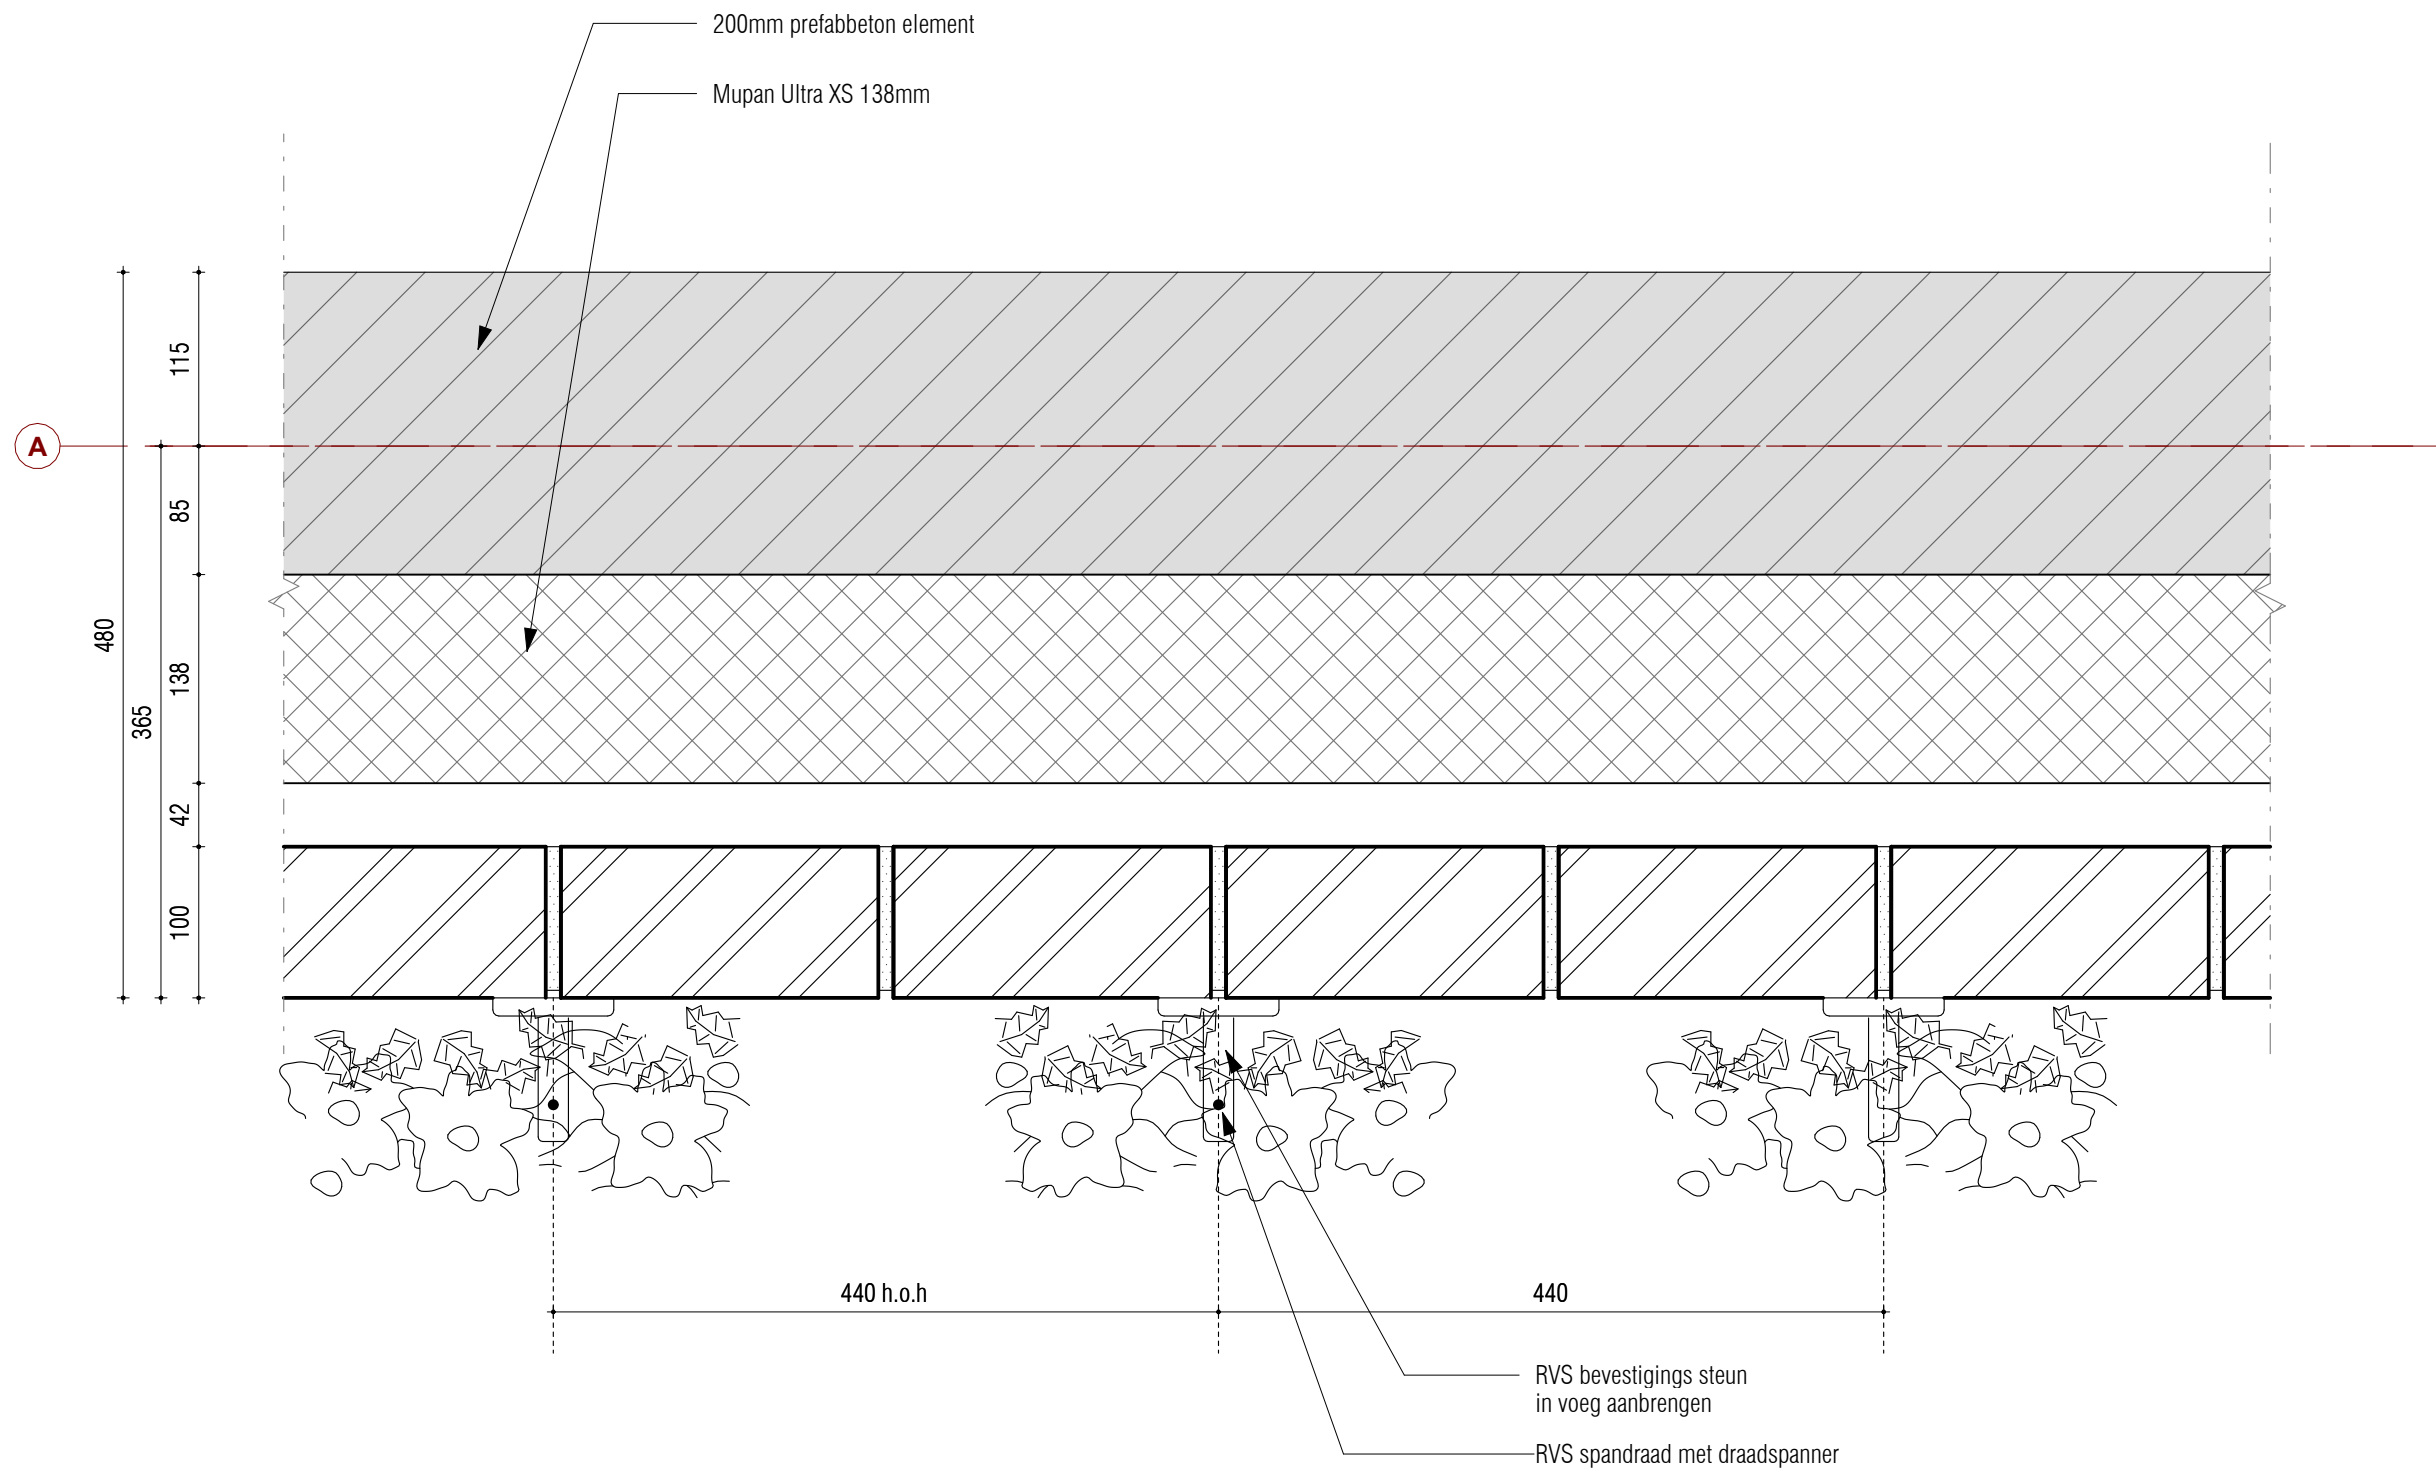 200mm prefabbeton element
Mupan Ultra XS 138mm
115
A
85
480
138
365
42
100
440 h.o.h
440
RVS bevestigings steun
in voeg aanbrengen
RVS spandraad met draadspanner